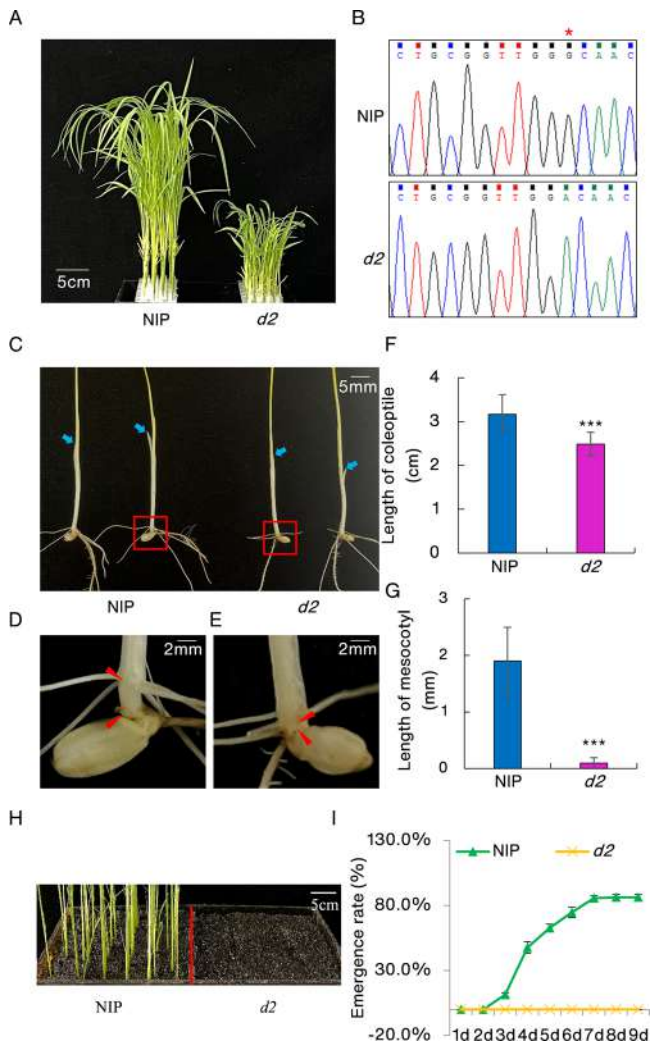 A
5cm
NIP
d2
B
*
C T G C G G T T G G G C A A C
NIP
C T G C G G T T G G A C A A C
d2
C
5mm
NIP
d2
D
2mm
E
2mm
F
Length of coleoptile
(cm)
4
3
2
1
0
***
NIP
d2
G
Length of mesocotyl
(mm)
3
2
1
0
***
NIP
d2
H
5cm
NIP
d2
I
Emergence rate (%)
130.0%
80.0%
30.0%
-20.0%
NIP
d2
1d 2d 3d 4d 5d 6d 7d 8d 9d